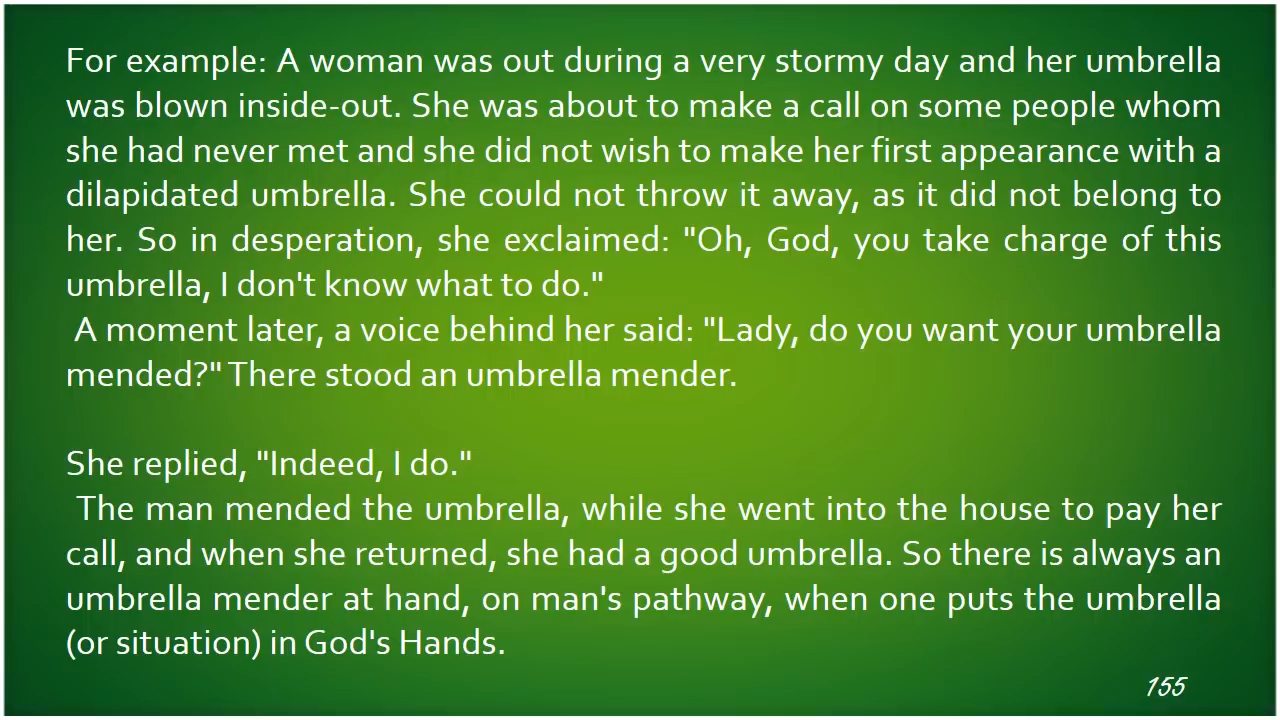 For example: A woman was out during a very stormy day and her umbrella
was blown inside-out. She was about to make a call on some people whom
she had never met and she did not wish to make her first appearance with a
dilapidated umbrella. She could not throw it away, as it did not belong to
her. So in desperation, she exclaimed: "Oh, God, you take charge of this
umbrella, I don't know what to do."
A moment later, a voice behind her said: "Lady, do you want your umbrella
mended?" There stood an umbrella mender.
She replied, "Indeed, I do."
The man mended the umbrella, while she went into the house to pay her
call, and when she returned, she had a good umbrella. So there is always an
umbrella mender at hand, on man's pathway, when one puts the umbrella
(or situation) in God's Hands.
155